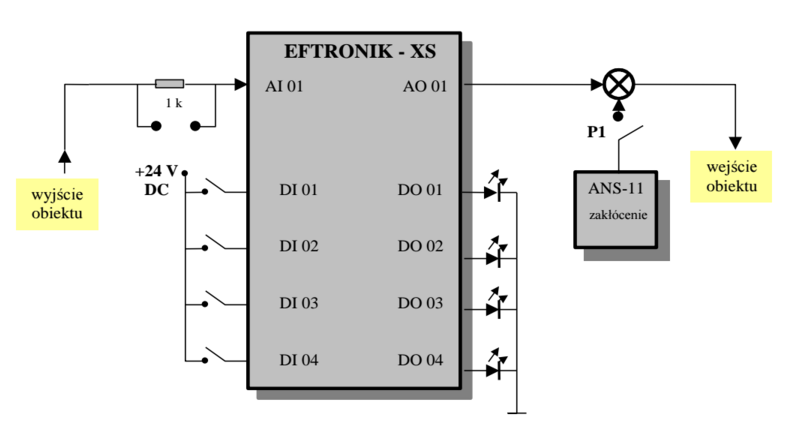 EFTRONIK - XS
AI 01
AO 01
1 k
P1
+24 V
DC
wyjście
obiektu
wejście
obiektu
ANS-11
zakłócenie
DI 01
DO 01
DI 02
DO 02
DI 03
DO 03
DI 04
DO 04